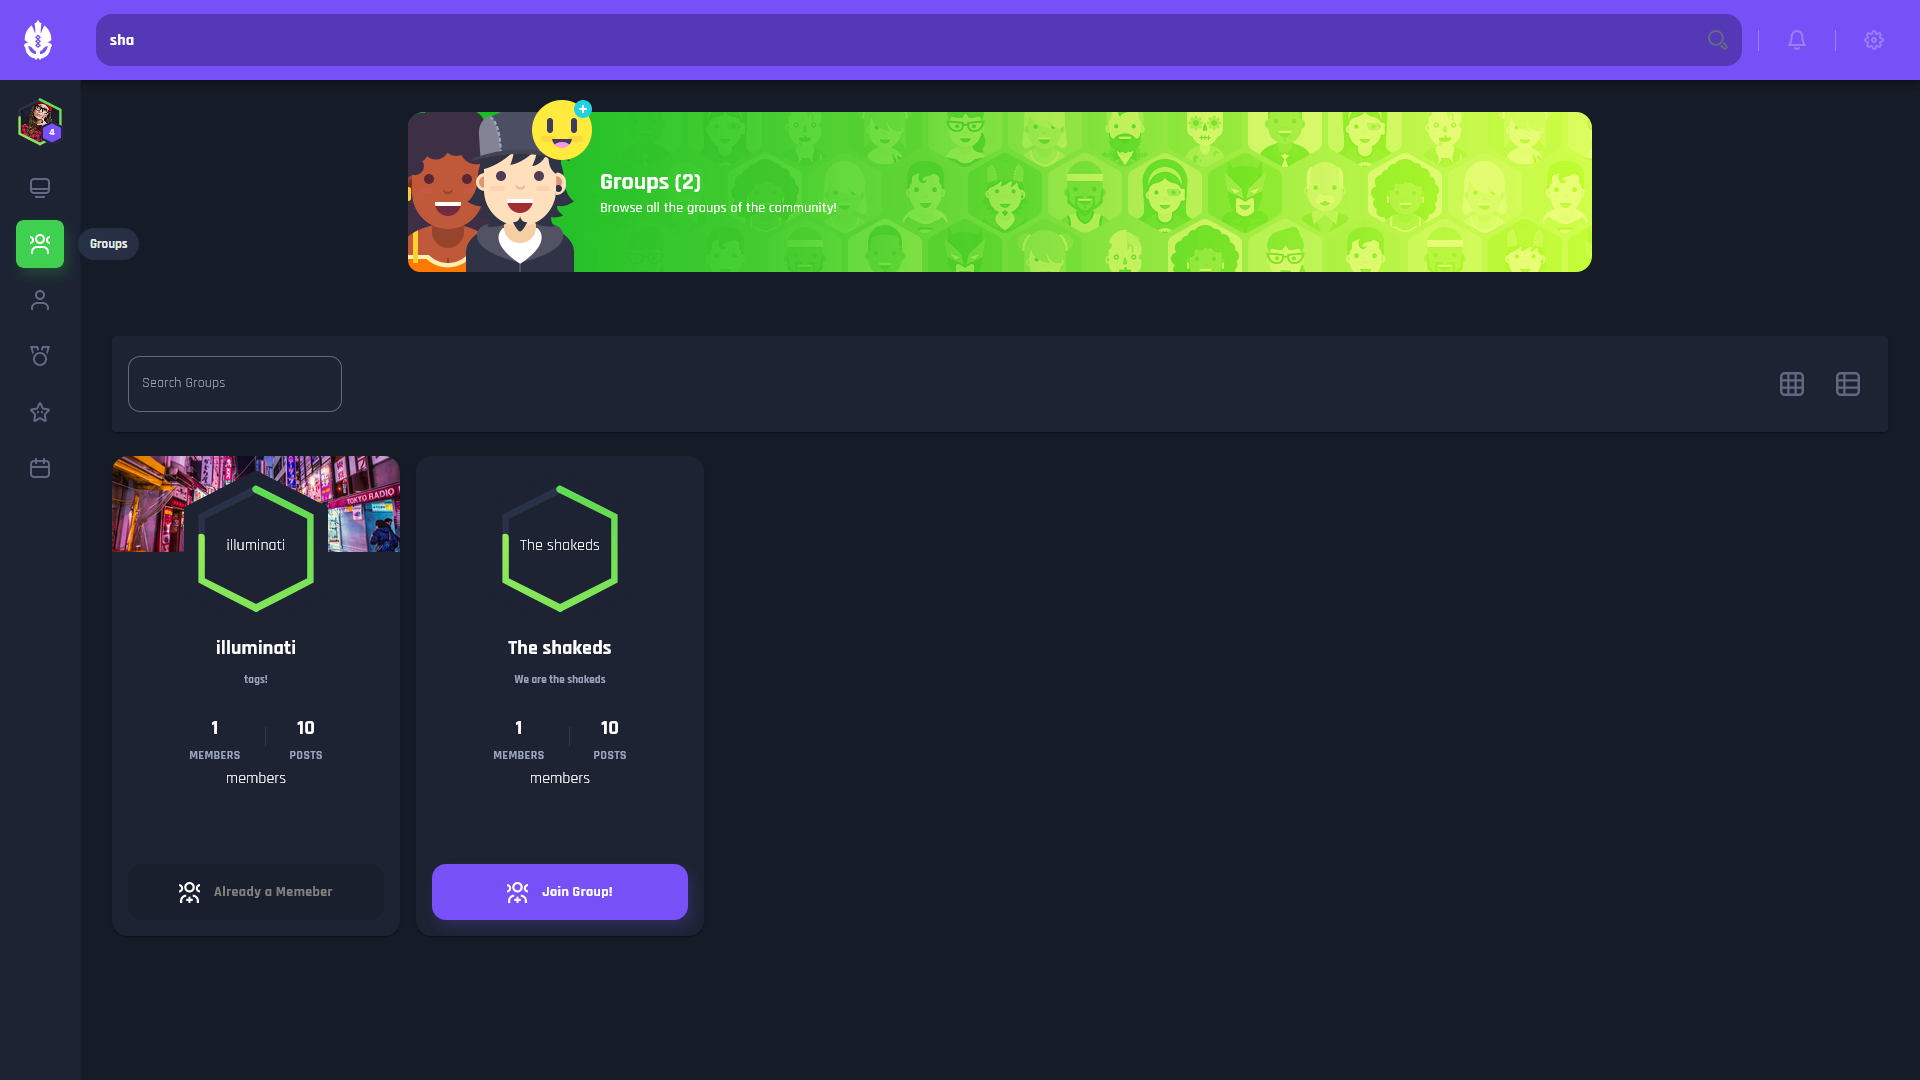 sha
4
Groups
Groups (2)
Browse all the groups of the community!
Search Groups
TOKYO RADIO
illuminati
illuminati
tags!
1
10
MEMBERS
POSTS
members
Already a Memeber
The shakeds
The shakeds
We are the shakeds
1
10
MEMBERS
POSTS
members
Join Group!